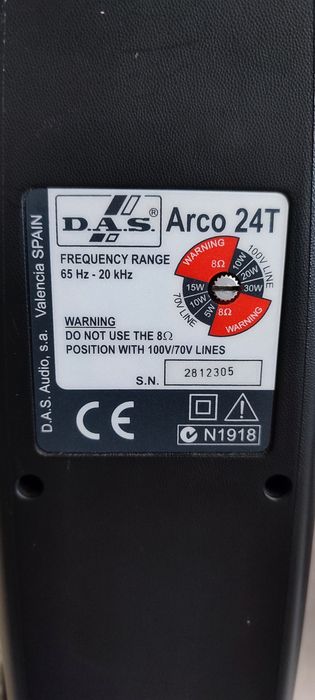 D.A.S.®
Arco 24T
FREQUENCY RANGE
65 Hz - 20 kHz
WARNING
8Ω
100V LINE
10W
20W
30W
70V LINE
15W
10W
5W
8Ω
WARNING
WARNING
DO NOT USE THE 8Ω
POSITION WITH 100V/70V LINES
S.N. 2812305
CE
N1918
D.A.S. Audio, s.a. Valencia SPAIN